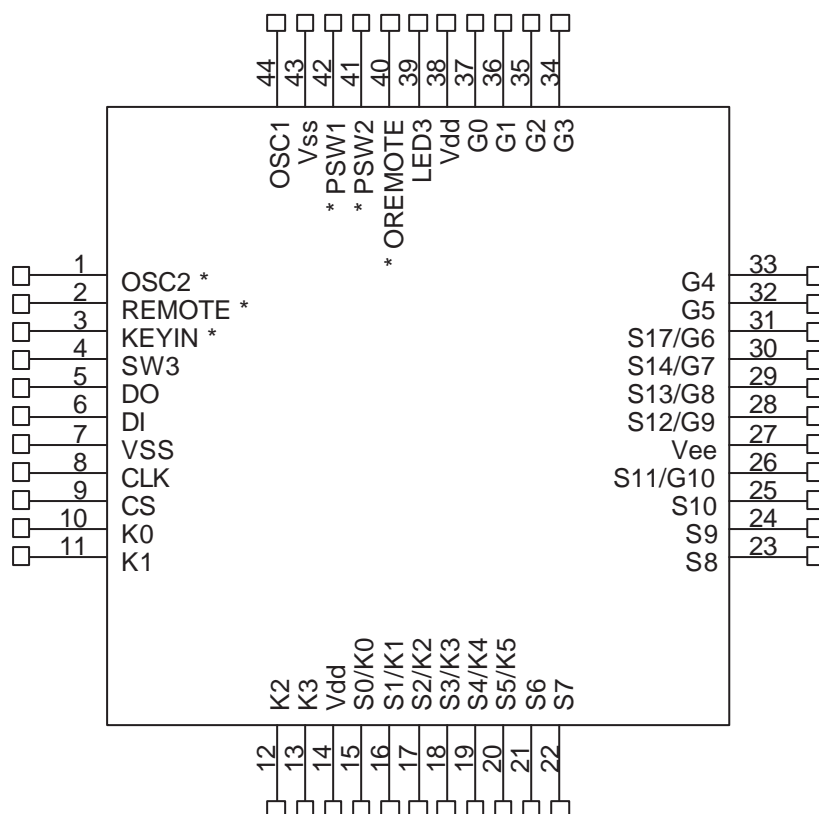 44 43 42 41 40 39 38 37 36 35 34
OSC1
Vss
* PSW1
* PSW2
* OREMOTE
LED3
Vdd
G0
G1
G2
G3
1 OSC2 *
2 REMOTE *
3 KEYIN *
4 SW3
5 DO
6 DI
7 VSS
8 CLK
9 CS
10 K0
11 K1
G4 33
G5 32
S17/G6 31
S14/G7 30
S13/G8 29
S12/G9 28
Vee 27
S11/G10 26
S10 25
S9 24
S8 23
K2
K3
Vdd
S0/K0
S1/K1
S2/K2
S3/K3
S4/K4
S5/K5
S6
S7
12 13 14 15 16 17 18 19 20 21 22